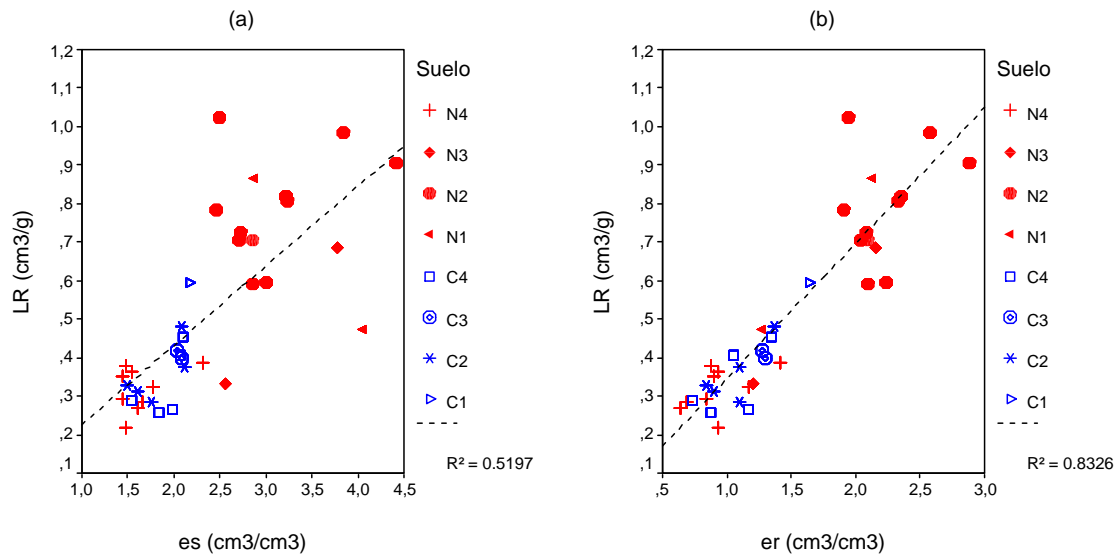 (a)
1,2
1,1
1,0
,9
,8
,7
,6
,5
,4
,3
,2
,1
LR (cm3/g)
1,0
1,5
2,0
2,5
3,0
3,5
4,0
4,5
es (cm3/cm3)
Suelo
N4
N3
N2
N1
C4
C3
C2
C1
R² = 0.5197
(b)
1,2
1,1
1,0
,9
,8
,7
,6
,5
,4
,3
,2
,1
LR (cm3/g)
,5
1,0
1,5
2,0
2,5
3,0
er (cm3/cm3)
Suelo
N4
N3
N2
N1
C4
C3
C2
C1
R² = 0.8326